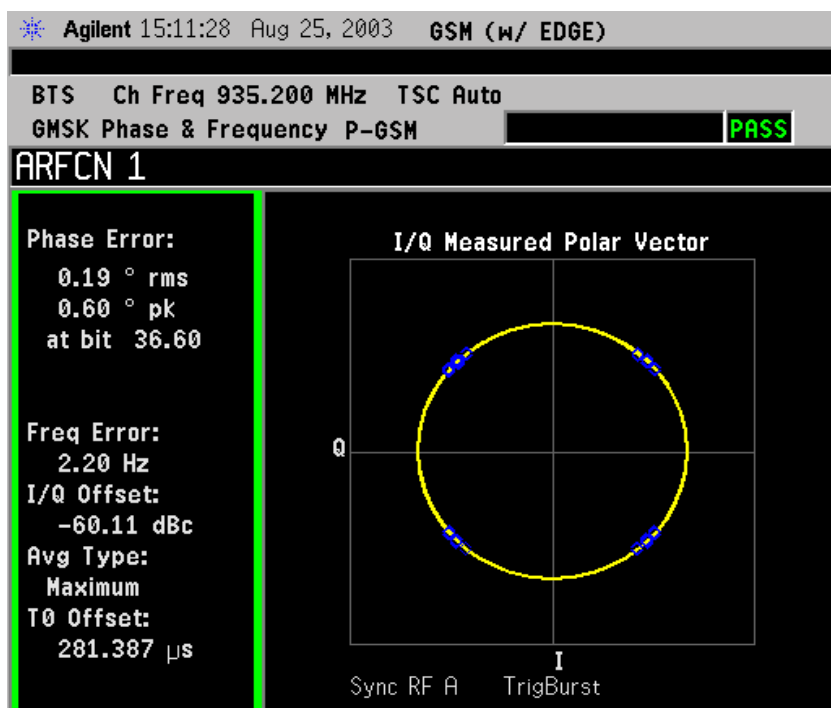 Agilent 15:11:28 Aug 25, 2003 GSM (w/ EDGE)
BTS Ch Freq 935.200 MHz TSC Auto
GMSK Phase & Frequency P-GSM PASS
ARFCN 1
Phase Error:
0.19 ° rms
0.60 ° pk
at bit 36.60
Freq Error:
2.20 Hz
I/Q Offset:
-60.11 dBc
Avg Type:
Maximum
T0 Offset:
281.387 µs
I/Q Measured Polar Vector
Q
I
Sync RF A TrigBurst